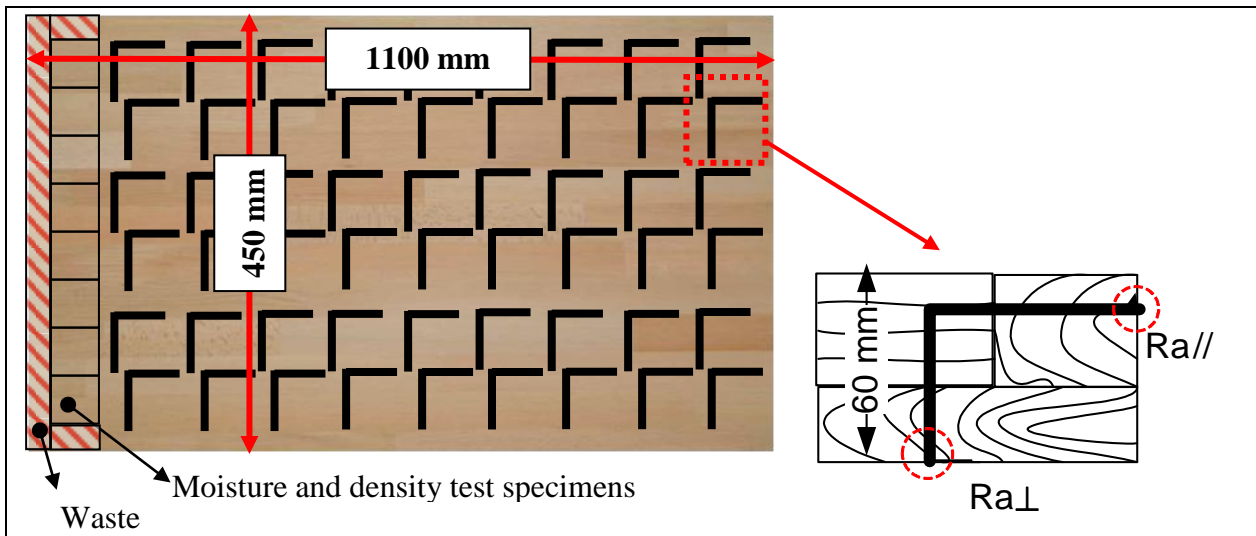 1100 mm
450 mm
60 mm
Ra//
Ra⊥
Moisture and density test specimens
Waste